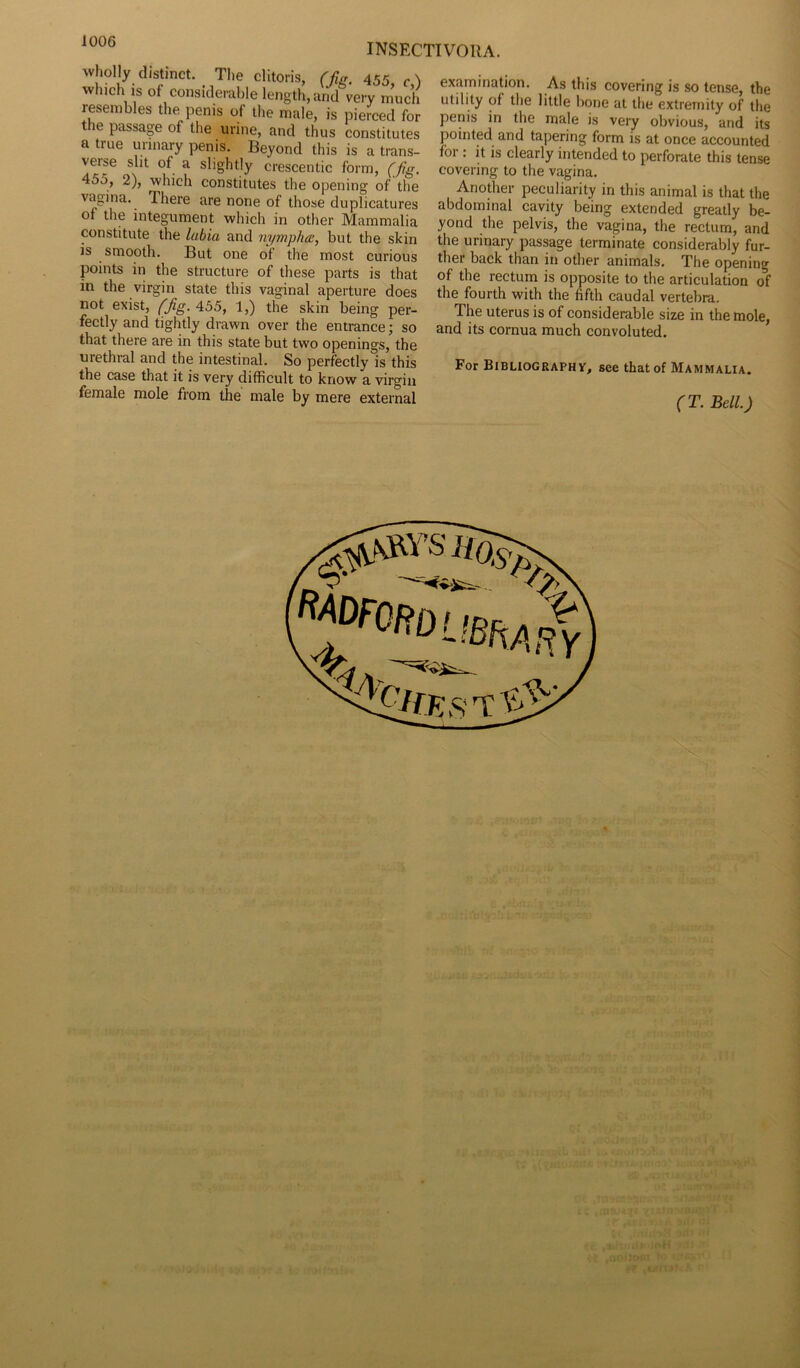 1006
INSECTIVORA.
wholly distinct. The clitoris, (fig. 455, c,)
which is of considerable length, and very much
resembles the penis of the male, is pierced for
the passage of the urine, and thus constitutes
a true urinary penis. Beyond this is a trans-
verse slit of a slightly crescentic form, (fig.
455, 2), which constitutes the opening of the
vagina. There are none of those duplicatures
of the integument which in other Mammalia
constitute the labia and nymphæ, but the skin
is smooth. But one of the most curious
points in the structure of these parts is that
in the virgin state this vaginal aperture does
not exist, (fig. 455, 1,) the skin being per-
fectly and tightly drawn over the entrance; so
that there are in this state but two openings, the
urethral and the intestinal. So perfectly is this
the case that it is very difficult to know a virgin
female mole from the male by mere external
examination. As this covering is so tense, the
utility of the little bone at the extremity of the
penis in the male is very obvious, and its
pointed and tapering form is at once accounted
for: it is clearly intended to perforate this tense
covering to the vagina.
Another peculiarity in this animal is that the
abdominal cavity being extended greatly be-
yond the pelvis, the vagina, the rectum, and
the urinary passage terminate considerably fur-
ther back than in other animals. The opening
of the rectum is opposite to the articulation of
the fourth with the fifth caudal vertebra.
The uterus is of considerable size in the mole,
and its cornua much convoluted.
For BIBLIOGRAPHY, see that of MAMMALIA.
(T. Bell.)
S. MARY'S HOSPITAL
RADFORD LIBRARY
MANCHESTER.